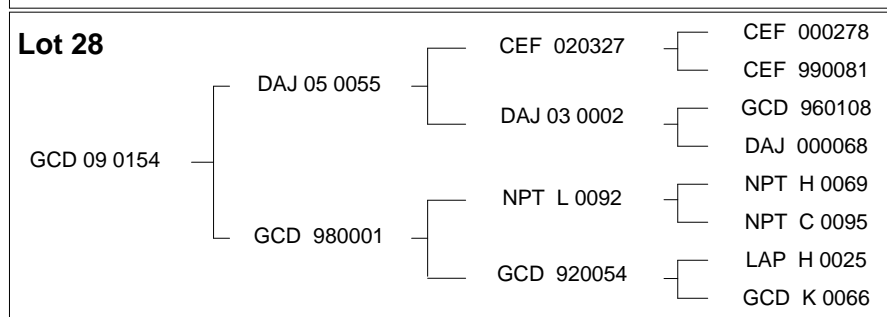 Lot 28
GCD 09 0154
DAJ 05 0055
GCD 980001
CEF 020327
DAJ 03 0002
NPT L 0092
GCD 920054
CEF 000278
CEF 990081
GCD 960108
DAJ 000068
NPT H 0069
NPT C 0095
LAP H 0025
GCD K 0066